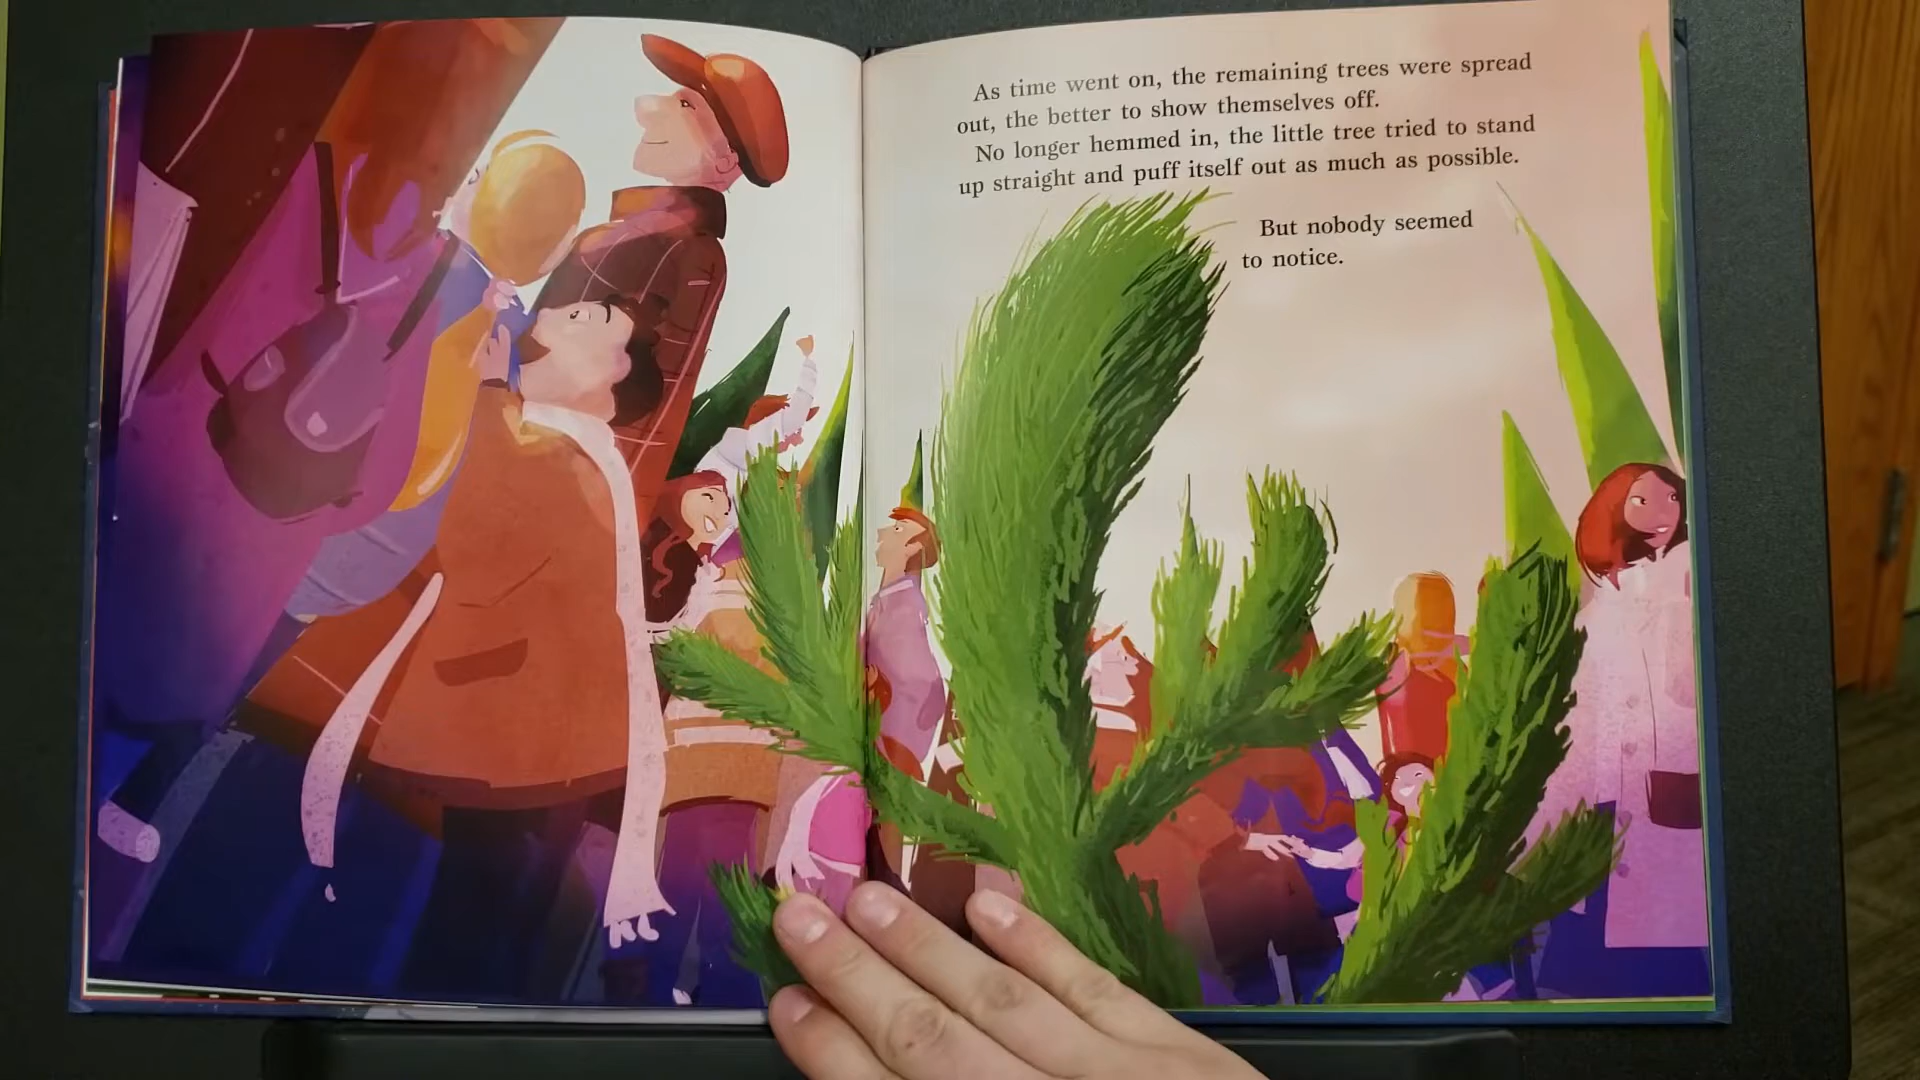 As time went on, the remaining trees were spread
out, the better to show themselves off.
No longer hemmed in, the little tree tried to stand
up straight and puff itself out as much as possible.
But nobody seemed
to notice.